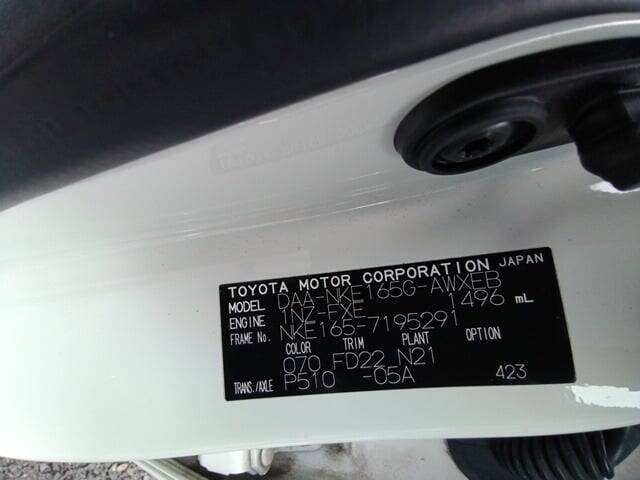 TOYOTA MOTOR CORPORATION JAPAN
MODEL DAA-NKE165G-AWXEB
ENGINE 1NZ-FXE 1496 mL
FRAME No. NKE165-7195291
COLOR TRIM PLANT OPTION
070 FD22 N21
TRANS./AXLE P510 -05A 423